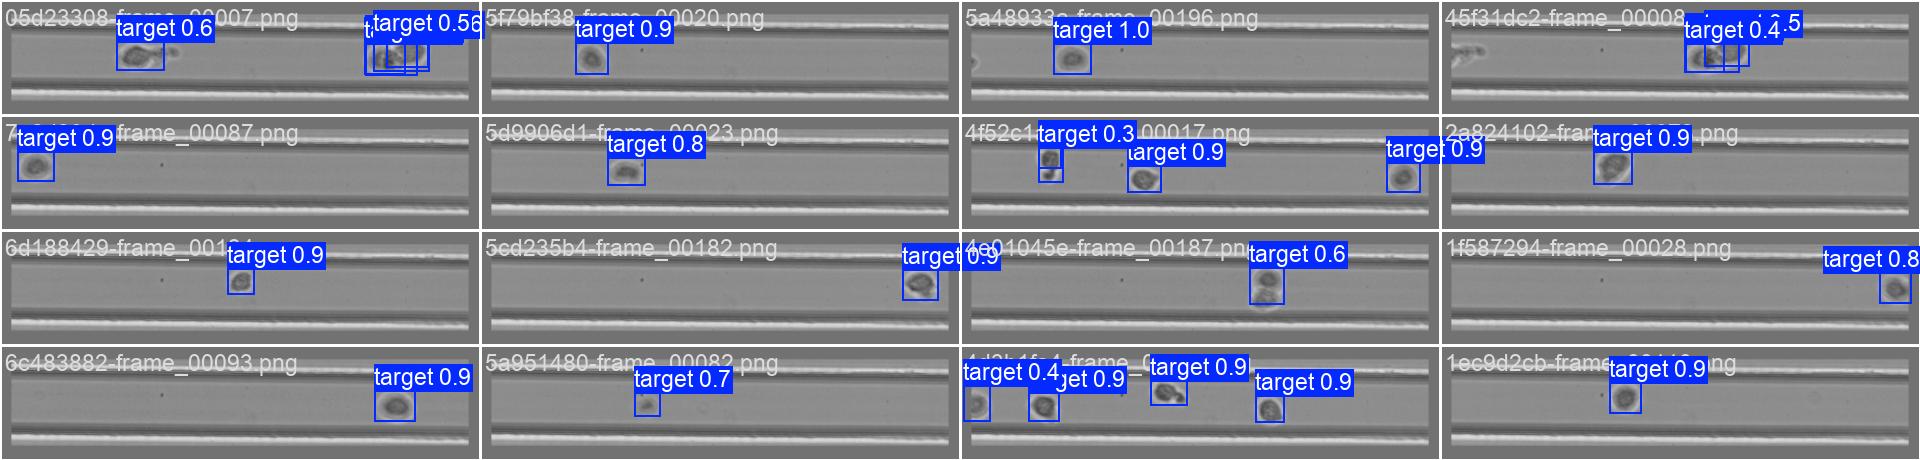 05d23308-frame_00007.png
target 0.6
target 0.56
5f79bf38-frame_00020.png
target 0.9
frame_00196.png
target 1.0
45f31dc2-frame_00008
target 0.4
.5
frame_00087.png
target 0.9
5d9906d1-frame_00023.png
target 0.8
00017.png
target 0.3
target 0.9
target 0.9
2a824102-frame
.png
target 0.9
6d188429-frame_00194
target 0.9
5cd235b4-frame_00182.png
target 0.9
4e01045e-frame_00187.png
target 0.6
1f587294-frame_00028.png
target 0.8
6c483882-frame_00093.png
target 0.9
5a951480-frame_00082.png
target 0.7
target 0.4
get 0.9
target 0.9
target 0.9
1ec9d2cb-frame
target 0.9